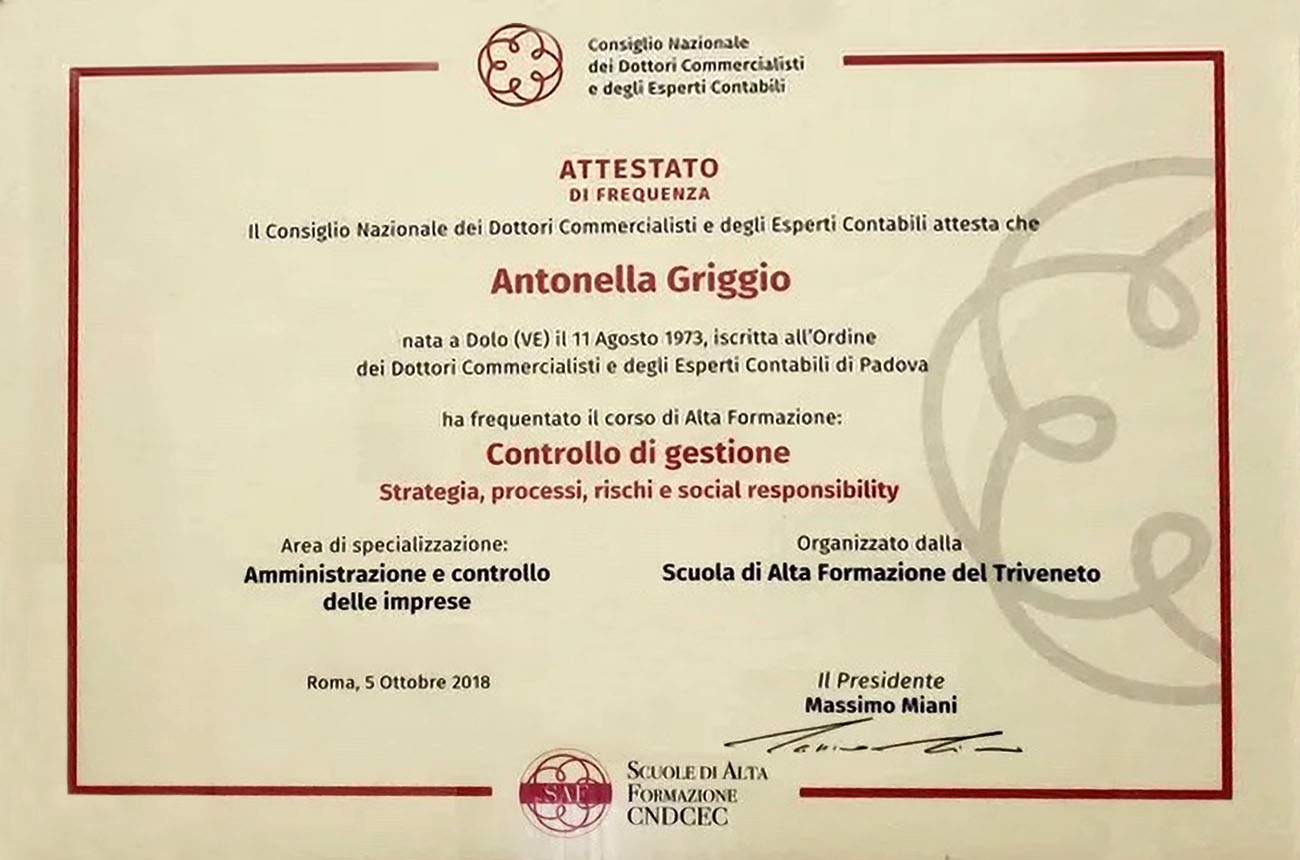 Consiglio Nazionale
dei Dottori Commercialisti
e degli Esperti Contabili
ATTESTATO
DI FREQUENZA
Il Consiglio Nazionale dei Dottori Commercialisti e degli Esperti Contabili attesta che
Antonella Griggio
nata a Dolo (VE) il 11 Agosto 1973, iscritta all'Ordine
dei Dottori Commercialisti e degli Esperti Contabili di Padova
ha frequentato il corso di Alta Formazione:
Controllo di gestione
Strategia, processi, rischi e social responsibility
Area di specializzazione:
Amministrazione e controllo
delle imprese
Organizzato dalla
Scuola di Alta Formazione del Triveneto
Roma, 5 Ottobre 2018
Il Presidente
Massimo Miani
SAF
SCUOLE DI ALTA
FORMAZIONE
CNDCEC